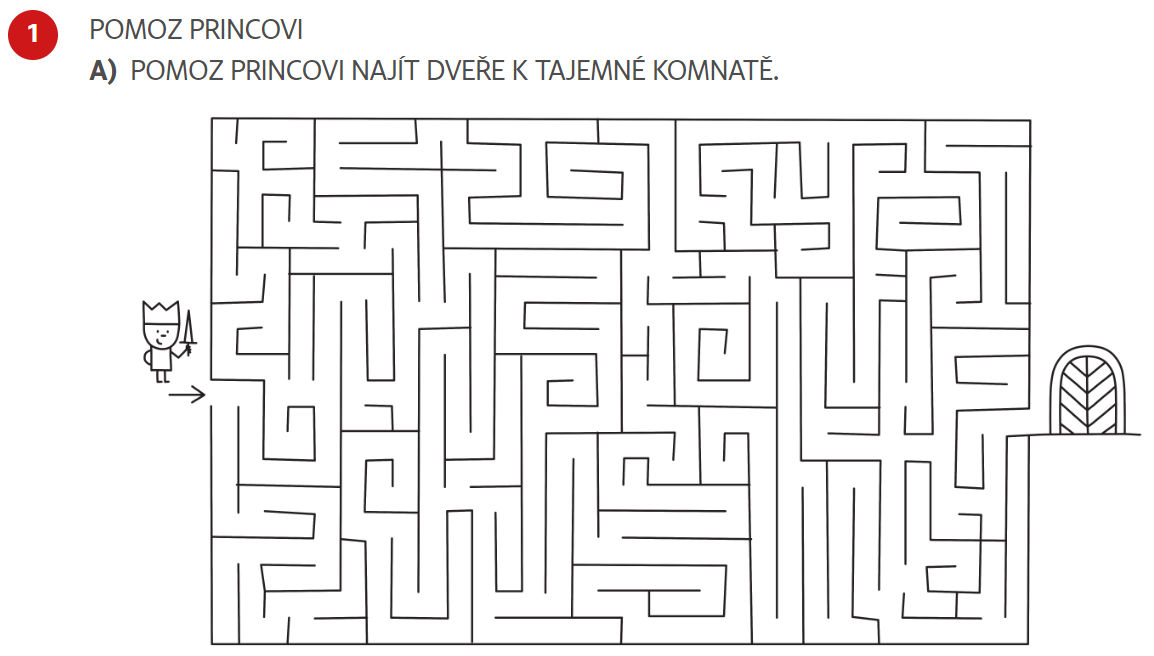 1 POMOZ PRINCOVI
A) POMOZ PRINCOVI NAJÍT DVEŘE K TAJEMNÉ KOMNATĚ.